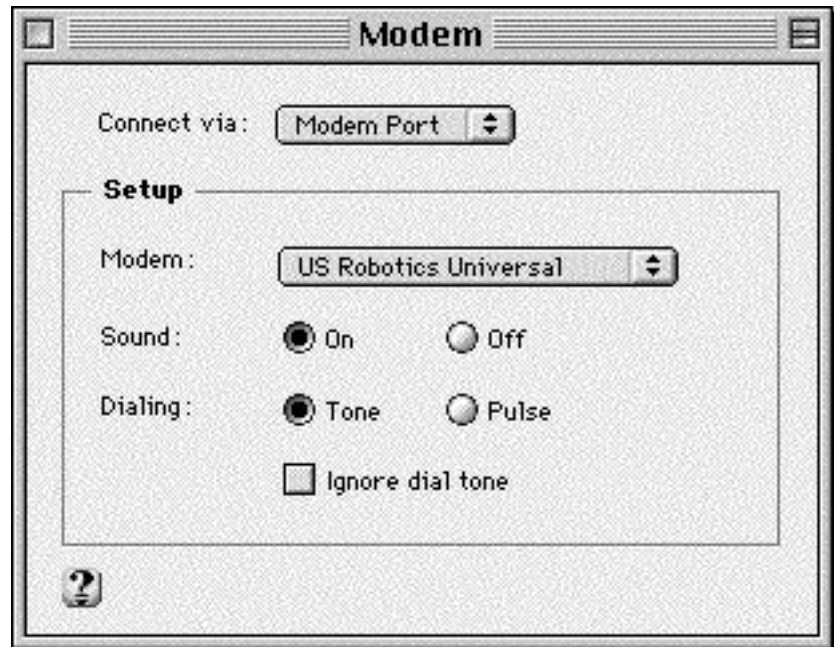 Modem
Connect via: Modem Port
Setup
Modem: US Robotics Universal
Sound: On Off
Dialing: Tone Pulse
Ignore dial tone
?